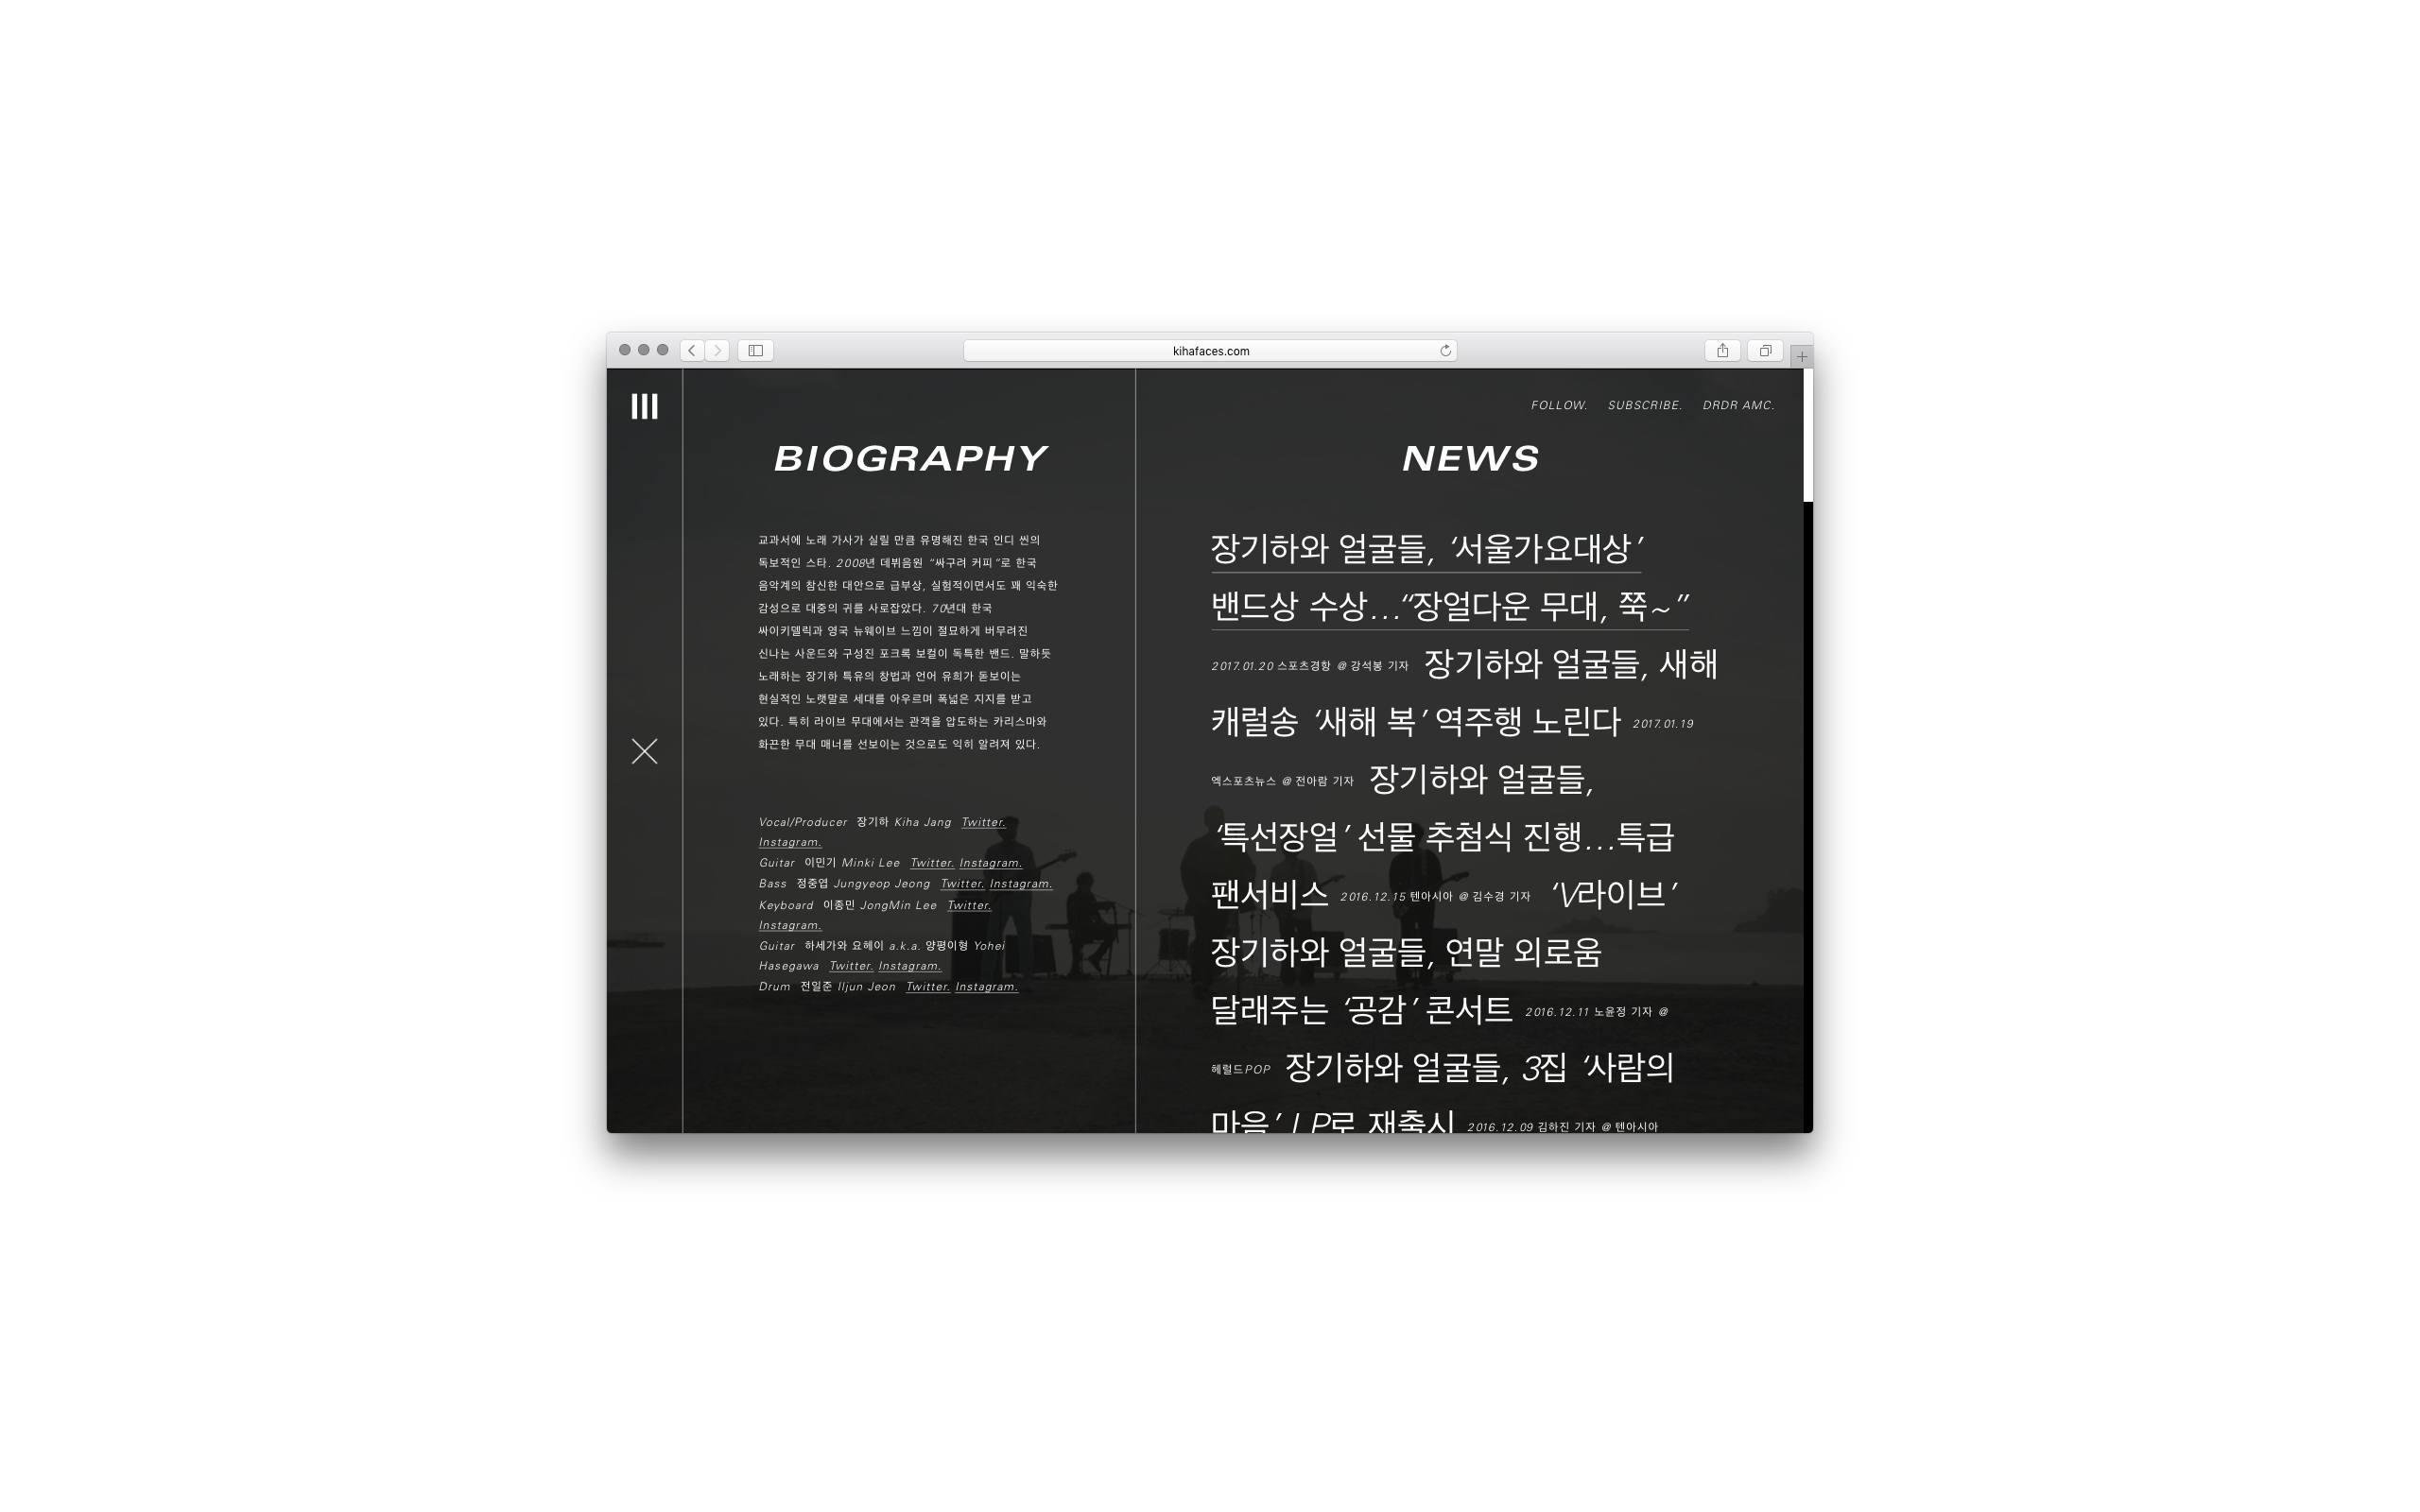 kihafaces.com
FOLLOW. SUBSCRIBE. DRDR AMC.
BIOGRAPHY
교과서에 노래 가사가 실릴 만큼 유명해진 한국 인디 씬의
독보적인 스타. 2008년 데뷔음원 “싸구려 커피”로 한국
음악계의 참신한 대안으로 급부상, 실험적이면서도 꽤 익숙한
감성으로 대중의 귀를 사로잡았다. 70년대 한국
싸이키델릭과 영국 뉴웨이브 느낌이 절묘하게 버무려진
신나는 사운드와 구성진 포크록 보컬이 독특한 밴드. 말하듯
노래하는 장기하 특유의 창법과 언어 유희가 돋보이는
현실적인 노랫말로 세대를 아우르며 폭넓은 지지를 받고
있다. 특히 라이브 무대에서는 관객을 압도하는 카리스마와
화끈한 무대 매너를 선보이는 것으로도 익히 알려져 있다.
Vocal/Producer 장기하 Kiha Jang Twitter.
Instagram.
Guitar 이민기 Minki Lee Twitter. Instagram.
Bass 정중엽 Jungyeop Jeong Twitter. Instagram.
Keyboard 이종민 JongMin Lee Twitter.
Instagram.
Guitar 하세가와 요헤이 a.k.a. 양평이형 Yohei
Hasegawa Twitter. Instagram.
Drum 전일준 Iljun Jeon Twitter. Instagram.
NEWS
장기하와 얼굴들, ‘서울가요대상’
밴드상 수상…“장얼다운 무대, 쭉~”
2017.01.20 스포츠경향 @ 강석봉 기자 장기하와 얼굴들, 새해
캐럴송 ‘새해 복’ 역주행 노린다 2017.01.19
엑스포츠뉴스 @ 전아람 기자 장기하와 얼굴들,
‘특선장얼’ 선물 추첨식 진행…특급
팬서비스 2016.12.15 텐아시아 @ 김수경 기자 ‘V라이브’
장기하와 얼굴들, 연말 외로움
달래주는 ‘공감’ 콘서트 2016.12.11 노윤정 기자 @
헤럴드POP 장기하와 얼굴들, 3집 ‘사람의
마음’ LP로 재출시 2016.12.09 김하진 기자 @ 텐아시아